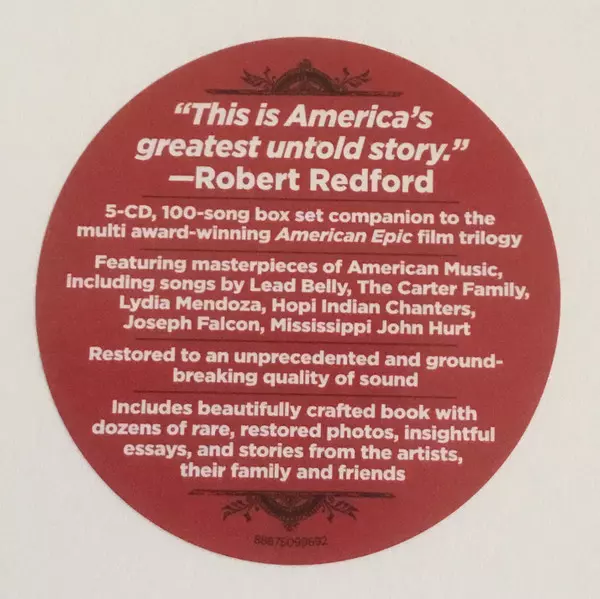 “This is America’s
greatest untold story.”
—Robert Redford
5-CD, 100-song box set companion to the
multi award-winning American Epic film trilogy
Featuring masterpieces of American Music,
including songs by Lead Belly, The Carter Family,
Lydia Mendoza, Hopi Indian Chanters,
Joseph Falcon, Mississippi John Hurt
Restored to an unprecedented and ground-
breaking quality of sound
Includes beautifully crafted book with
dozens of rare, restored photos, insightful
essays, and stories from the artists,
their family and friends
88875099692